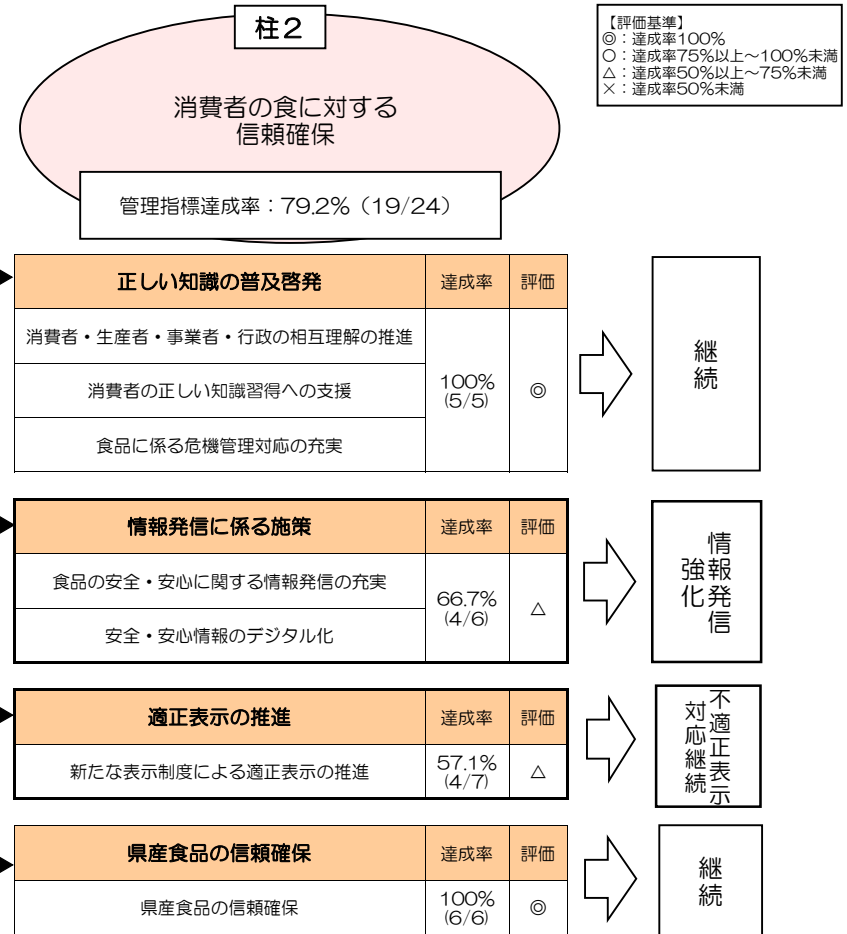 柱2
消費者の食に対する
信頼確保
管理指標達成率：79.2%（19/24）
【評価基準】
◎：達成率100%
○：達成率75%以上～100%未満
△：達成率50%以上～75%未満
×：達成率50%未満
正しい知識の普及啓発 達成率 評価
消費者・生産者・事業者・行政の相互理解の推進
消費者の正しい知識習得への支援
食品に係る危機管理対応の充実
100%
(5/5)
◎
継続
情報発信に係る施策 達成率 評価
食品の安全・安心に関する情報発信の充実
安全・安心情報のデジタル化
66.7%
(4/6)
△
情報発信
強化
適正表示の推進 達成率 評価
新たな表示制度による適正表示の推進
57.1%
(4/7)
△
不適正表示
対応継続
県産食品の信頼確保 達成率 評価
県産食品の信頼確保
100%
(6/6)
◎
継続